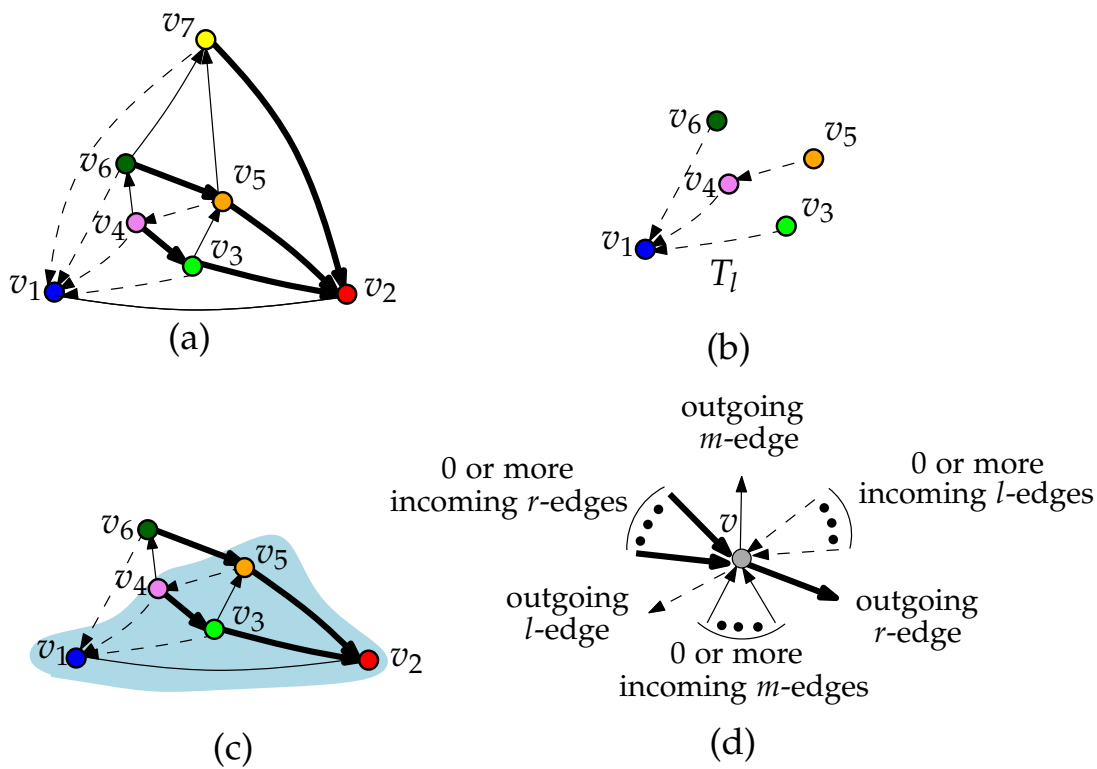 v7
v6
v5
v4
v3
v1
v2
(a)
v6
v5
v4
v3
v1
Tl
(b)
v6
v5
v4
v3
v1
v2
(c)
outgoing
m-edge
0 or more
incoming r-edges
0 or more
incoming l-edges
v
outgoing
l-edge
outgoing
r-edge
0 or more
incoming m-edges
(d)